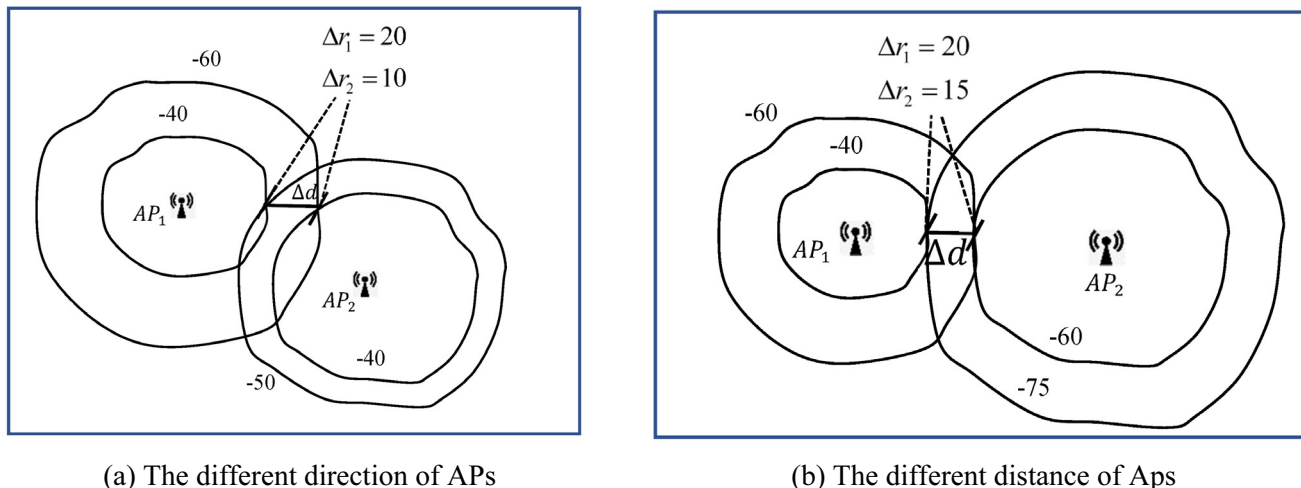 Δr₁ = 20
Δr₂ = 10
-60
-40
Δd
AP₁
AP₂
-40
-50
(a) The different direction of APs
Δr₁ = 20
Δr₂ = 15
-60
-40
AP₁
Δd
AP₂
-60
-75
(b) The different distance of Aps